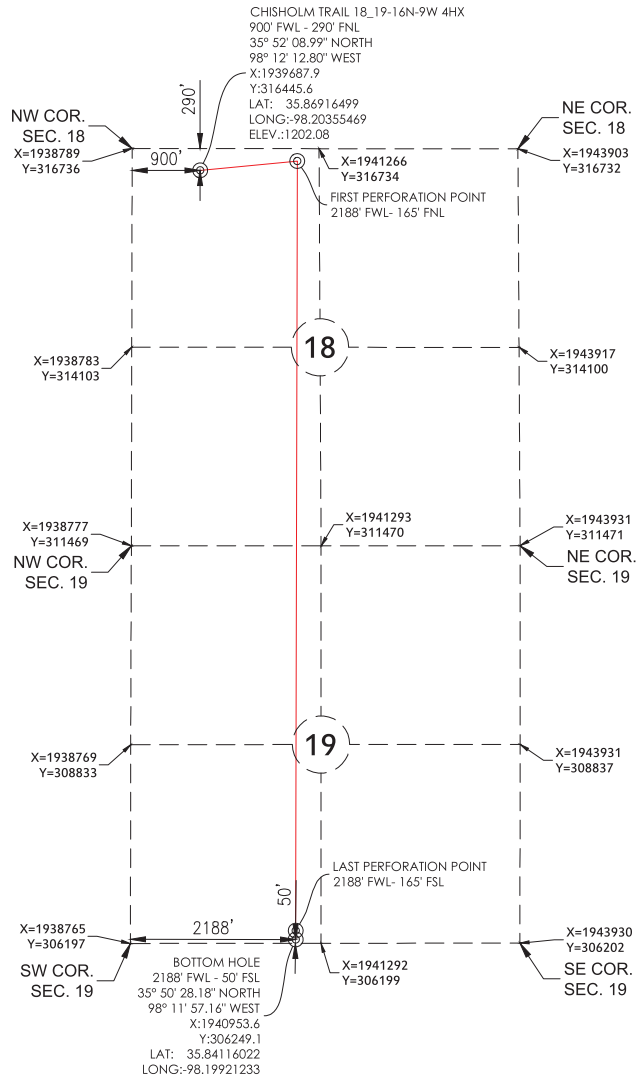 CHISHOLM TRAIL 18_19-16N-9W 4HX
900' FWL - 290' FNL
35° 52' 08.99" NORTH
98° 12' 12.80" WEST
X:1939687.9
Y:316445.6
LAT: 35.86916499
LONG:-98.20355469
ELEV.:1202.08
290'
NW COR.
SEC. 18
NE COR.
SEC. 18
X=1938789
Y=316736
900'
X=1941266
Y=316734
X=1943903
Y=316732
FIRST PERFORATION POINT
2188' FWL- 165' FNL
18
X=1938783
Y=314103
X=1943917
Y=314100
X=1938777
Y=311469
X=1941293
Y=311470
X=1943931
Y=311471
NW COR.
SEC. 19
NE COR.
SEC. 19
19
X=1938769
Y=308833
X=1943931
Y=308837
LAST PERFORATION POINT
2188' FWL- 165' FSL
50'
X=1938765
Y=306197
2188'
X=1943930
Y=306202
SW COR.
SEC. 19
X=1941292
Y=306199
SE COR.
SEC. 19
BOTTOM HOLE
2188' FWL - 50' FSL
35° 50' 28.18" NORTH
98° 11' 57.16" WEST
X:1940953.6
Y:306249.1
LAT: 35.84116022
LONG:-98.19921233